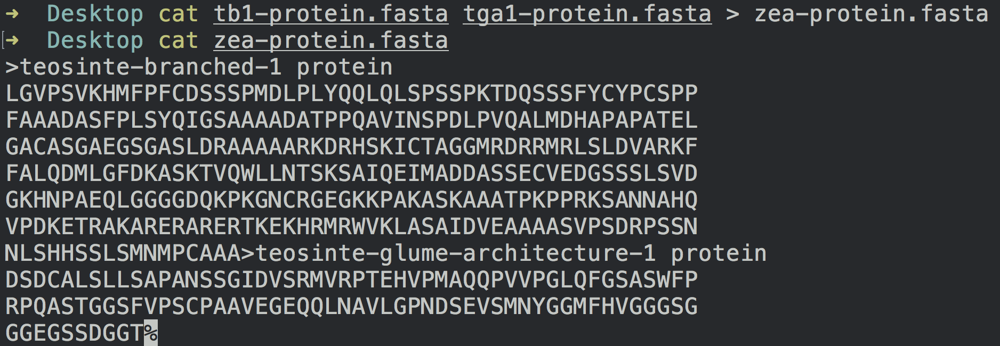 ➜  Desktop cat tb1-protein.fasta tga1-protein.fasta > zea-protein.fasta
[➜  Desktop cat zea-protein.fasta
>teosinte-branched-1 protein
LGVPSVKHMFPFCDSSSPMDLPLYQQLQLSPSSPKTDQSSSFYCYPCSPP
FAAADASFPLSYQIGSAAAADATPPQAVINSPDLPVQALMDHAPAPATEL
GACASGAEGSGASLDRAAAAARKDRHSKICTAGGMRDRRMRLSLDVARKF
FALQDMLGFDKASKTVQWLLNTSKSAIQEIMADDASSECVEDGSSSLSVD
GKHNPAEQLGGGGDQKPKGNCRGEGKKPAKASKAAATPKPPRKSANNAHQ
VPDKETRAKARERARERTKEKHRMRWVKLASAIDVEAAAASVPSDRPSSN
NLSHHSSLSMNMPCAAA>teosinte-glume-architecture-1 protein
DSDCALSLLSAPANSSGIDVSRMVRPTEHVPMAQQPVVPGLQFGSASWFP
RPQASTGGSFVPSCPAAVEGEQQLNAVLGPNDSEVSMNYGGMFHVGGGSG
GGEGSSDGGT%